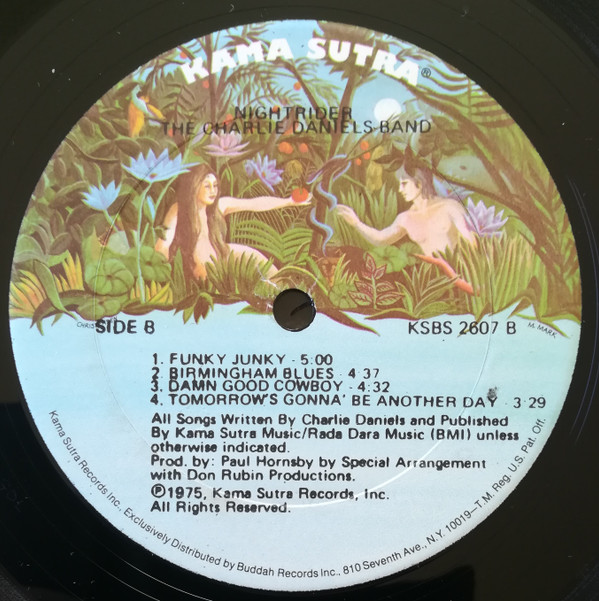 KAMA SUTRA®
NIGHTRIDER
THE CHARLIE DANIELS BAND
CHRIS
M. MARK
SIDE B
KSBS 2607 B
1. FUNKY JUNKY - 5:00
2. BIRMINGHAM BLUES - 4:37
3. DAMN GOOD COWBOY - 4:32
4. TOMORROW'S GONNA' BE ANOTHER DAY - 3:29
All Songs Written By Charlie Daniels and Published
By Kama Sutra Music/Rada Dara Music (BMI) unless
otherwise indicated.
Prod. by: Paul Hornsby by Special Arrangement
with Don Rubin Productions.
Ⓟ1975, Kama Sutra Records, Inc.
All Rights Reserved.
Kama Sutra Records Inc., Exclusively Distributed by Buddah Records Inc., 810 Seventh Ave., N.Y. 10019—T.M. Reg. U.S. Pat. Off.